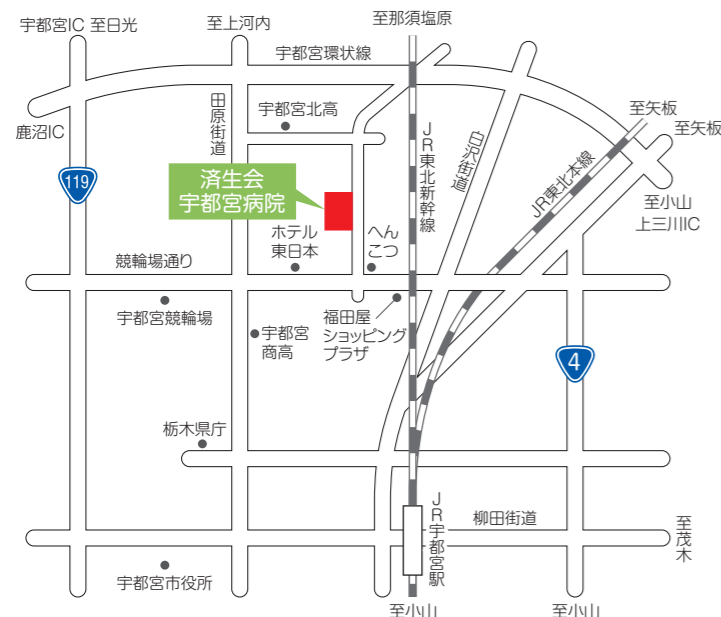 宇都宮IC 至日光
至上河内
至那須塩原
宇都宮環状線
鹿沼IC
田原街道
宇都宮北高
JR東北新幹線
白沢街道
JR東北本線
至矢板
至矢板
119
済生会
宇都宮病院
至小山
上三川IC
ホテル
東日本
へん
こつ
競輪場通り
宇都宮競輪場
宇都宮
商高
福田屋
ショッピング
プラザ
4
栃木県庁
JR宇都宮駅
柳田街道
至茂木
宇都宮市役所
至小山
至小山